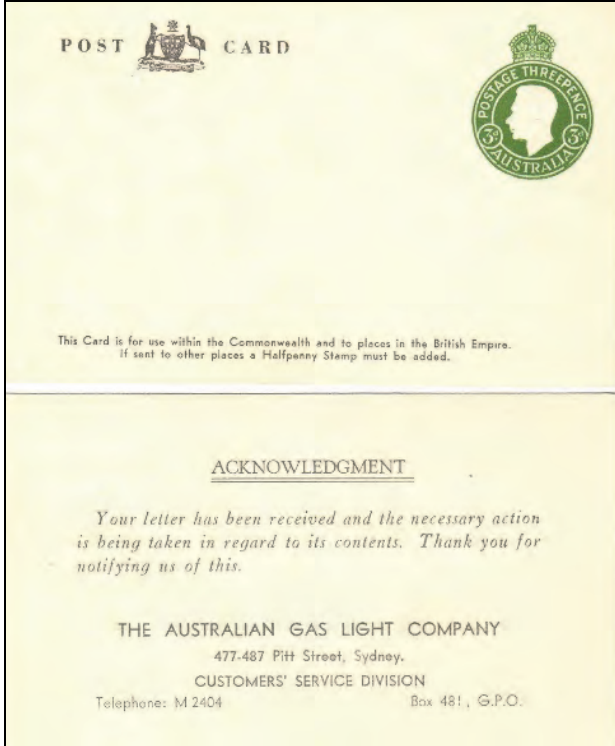 POST CARD
POSTAGE THREEPENCE
3D 3D
AUSTRALIA
This Card is for use within the Commonwealth and to places in the British Empire.
If sent to other places a Halfpenny Stamp must be added.
ACKNOWLEDGMENT
Your letter has been received and the necessary action
is being taken in regard to its contents. Thank you for
notifying us of this.
THE AUSTRALIAN GAS LIGHT COMPANY
477-487 Pitt Street, Sydney.
CUSTOMERS' SERVICE DIVISION
Telephone: M 2404 Box 481, G.P.O.